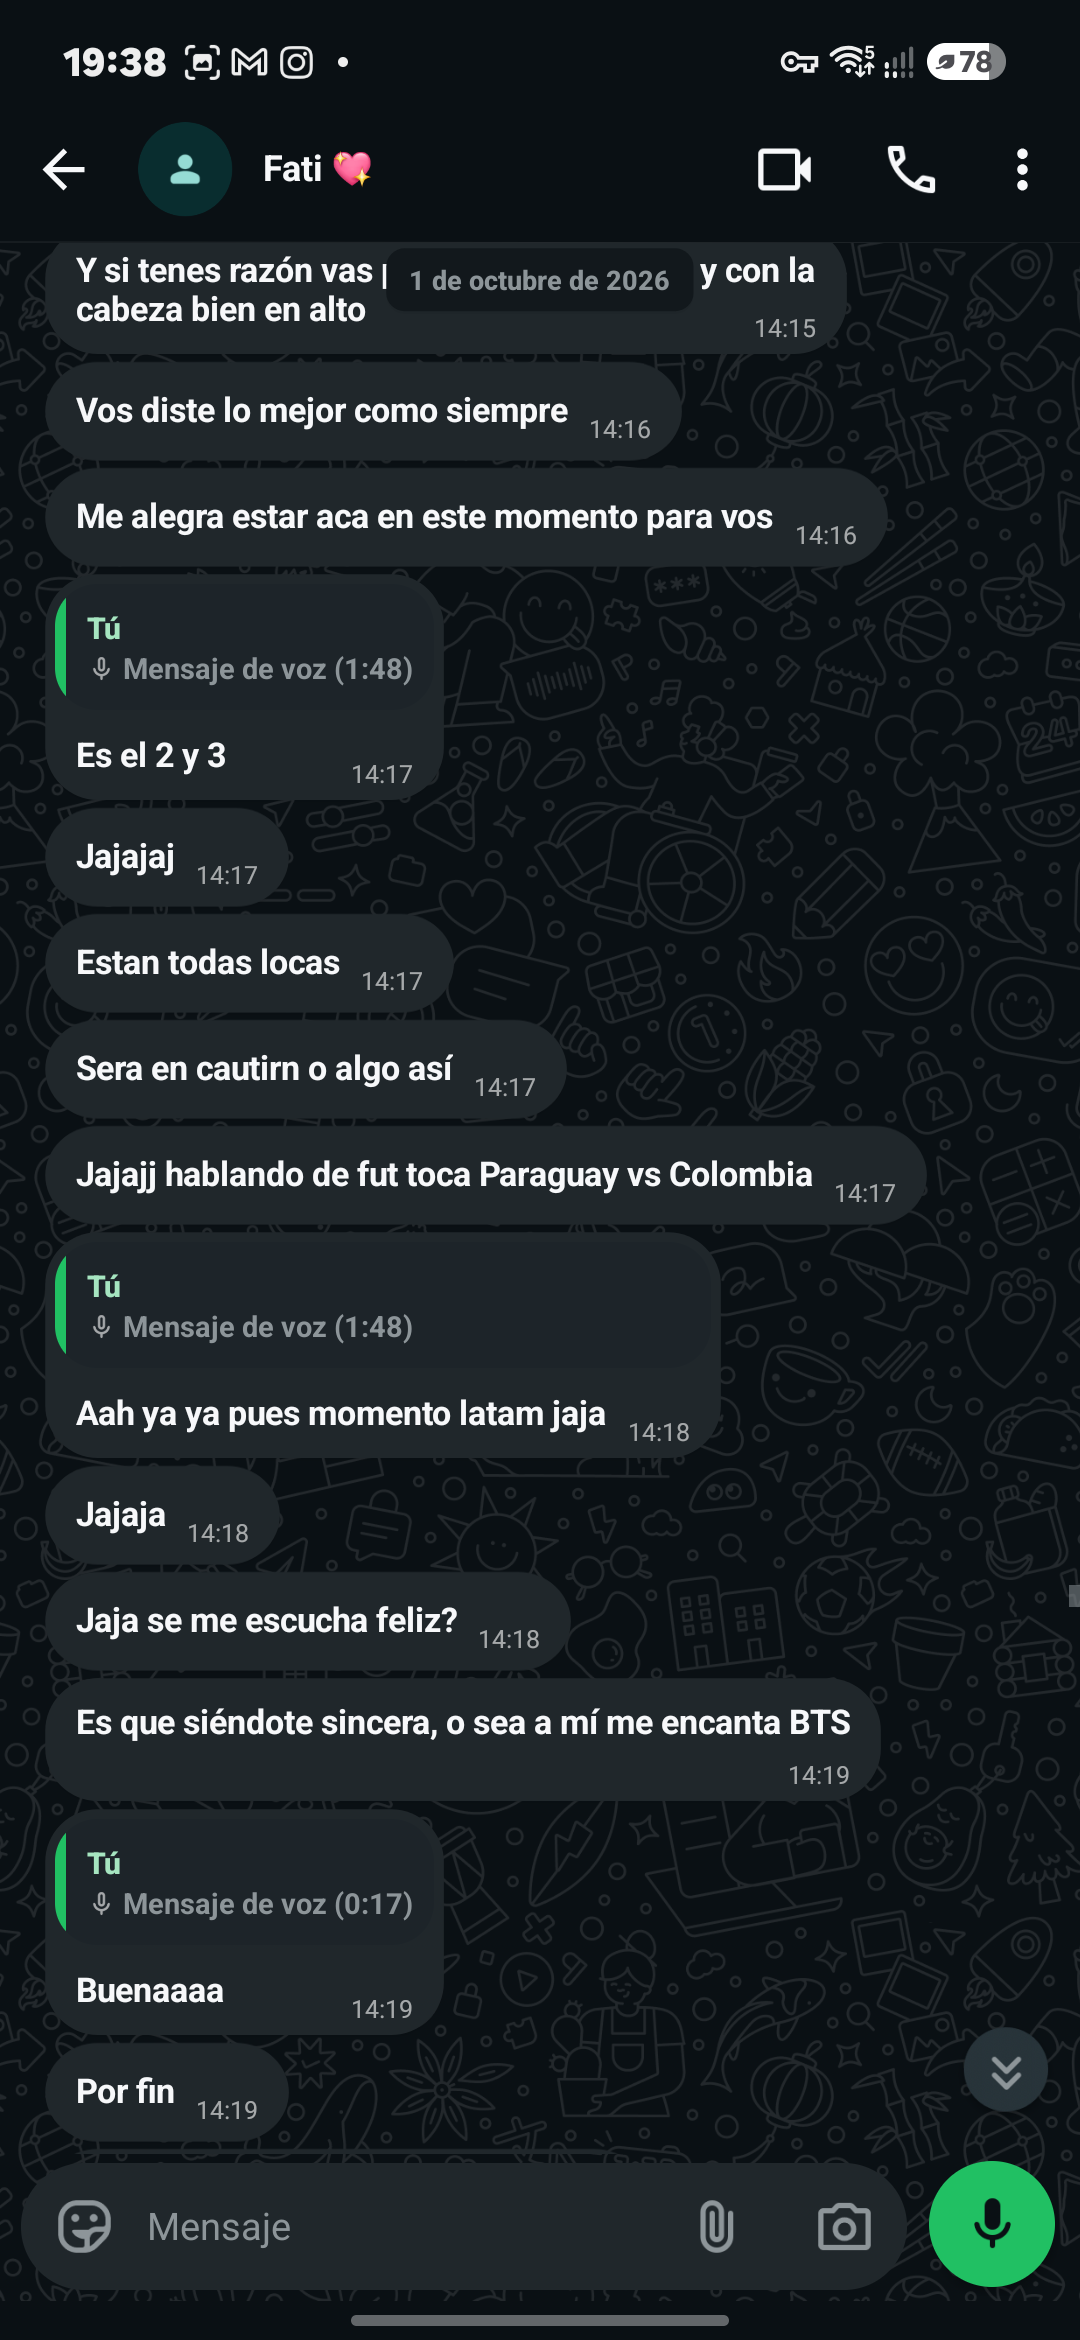 19:38
5
78
Fati 💖
1 de octubre de 2026
Y si tenes razón vas y con la
cabeza bien en alto
14:15
Vos diste lo mejor como siempre 14:16
Me alegra estar aca en este momento para vos 14:16
Tú
Mensaje de voz (1:48)
Es el 2 y 3 14:17
Jajajaj 14:17
Estan todas locas 14:17
Sera en cautirn o algo así 14:17
Jajajj hablando de fut toca Paraguay vs Colombia 14:17
Tú
Mensaje de voz (1:48)
Aah ya ya pues momento latam jaja 14:18
Jajaja 14:18
Jaja se me escucha feliz? 14:18
Es que siéndote sincera, o sea a mí me encanta BTS
14:19
Tú
Mensaje de voz (0:17)
Buenaaaa 14:19
Por fin 14:19
Mensaje